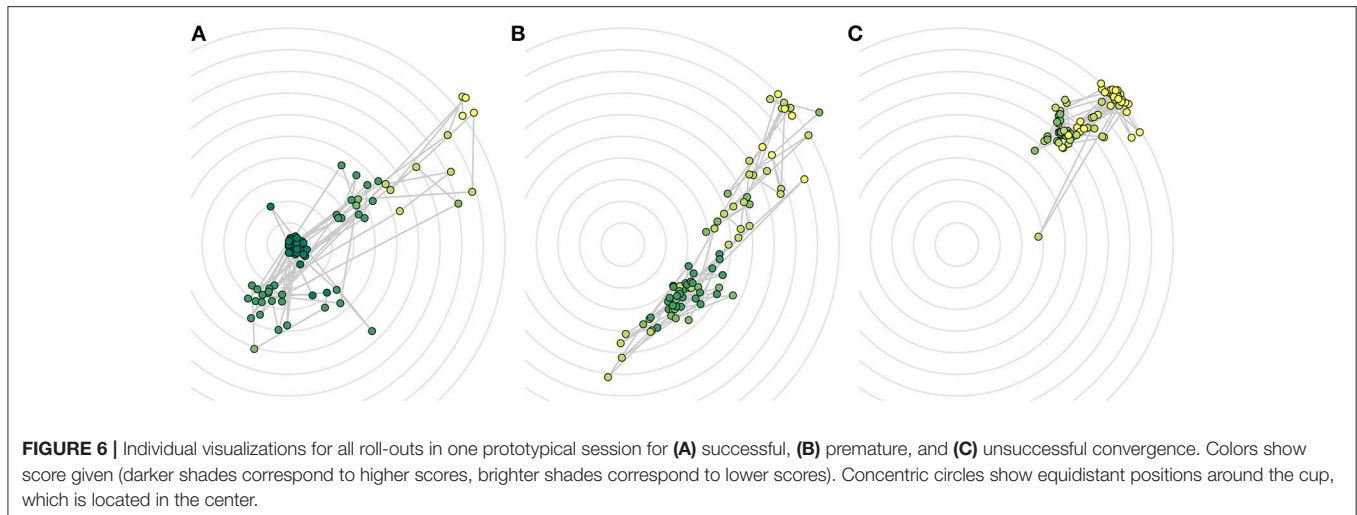 A B C
FIGURE 6 | Individual visualizations for all roll-outs in one prototypical session for (A) successful, (B) premature, and (C) unsuccessful convergence. Colors show
score given (darker shades correspond to higher scores, brighter shades correspond to lower scores). Concentric circles show equidistant positions around the cup,
which is located in the center.